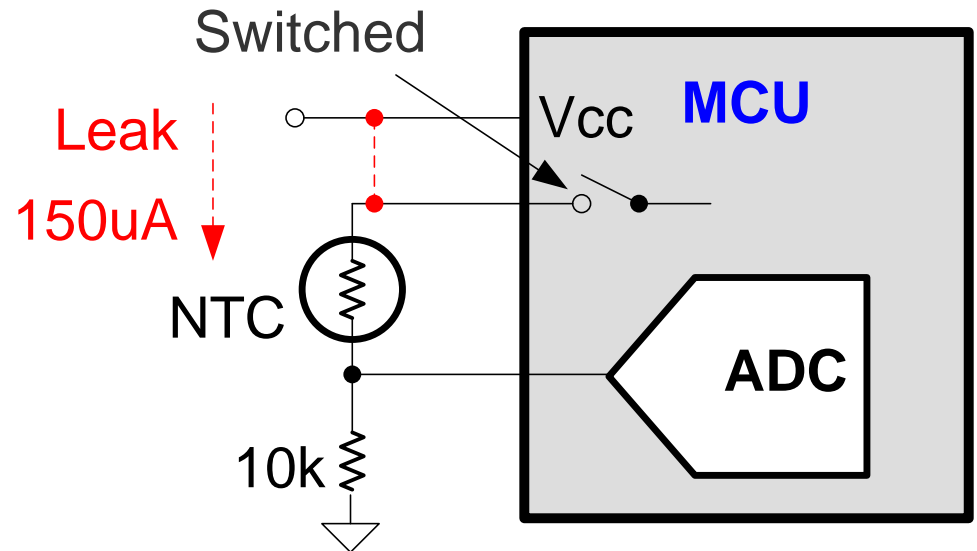 Switched
Leak
150uA
Vcc
MCU
NTC
ADC
10k